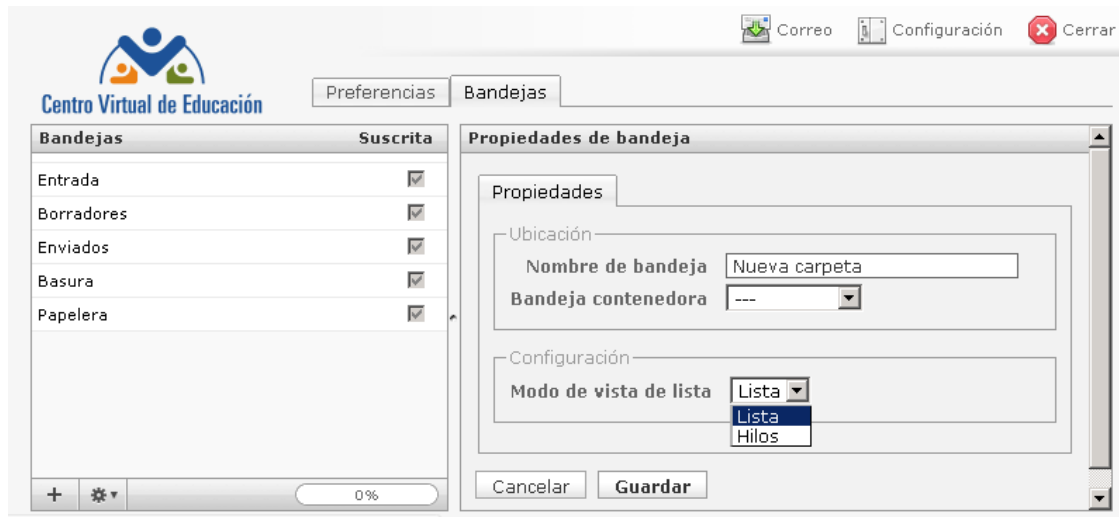 Correo Configuración Cerrar
Centro Virtual de Educación
Preferencias Bandejas
Bandejas Suscrita
Entrada
Borradores
Enviados
Basura
Papelera
0%
Propiedades de bandeja
Propiedades
Ubicación
Nombre de bandeja Nueva carpeta
Bandeja contenedora ---
Configuración
Modo de vista de lista Lista
Lista
Hilos
Cancelar Guardar